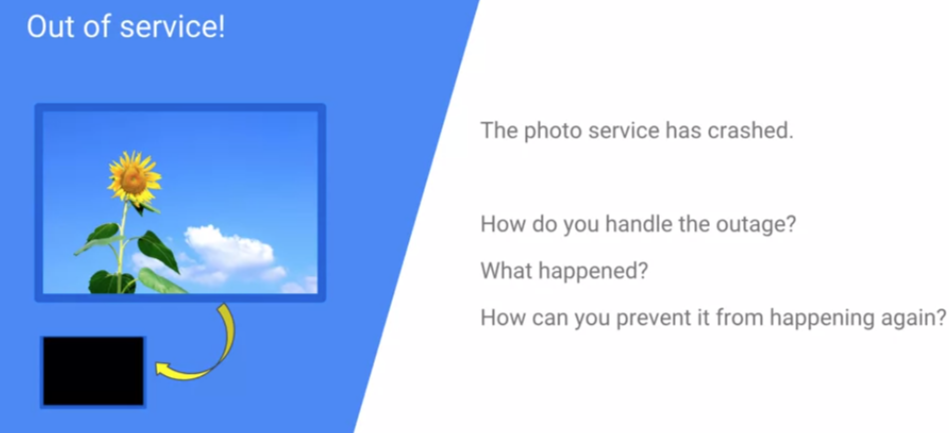 Out of service!
The photo service has crashed.
How do you handle the outage?
What happened?
How can you prevent it from happening again?